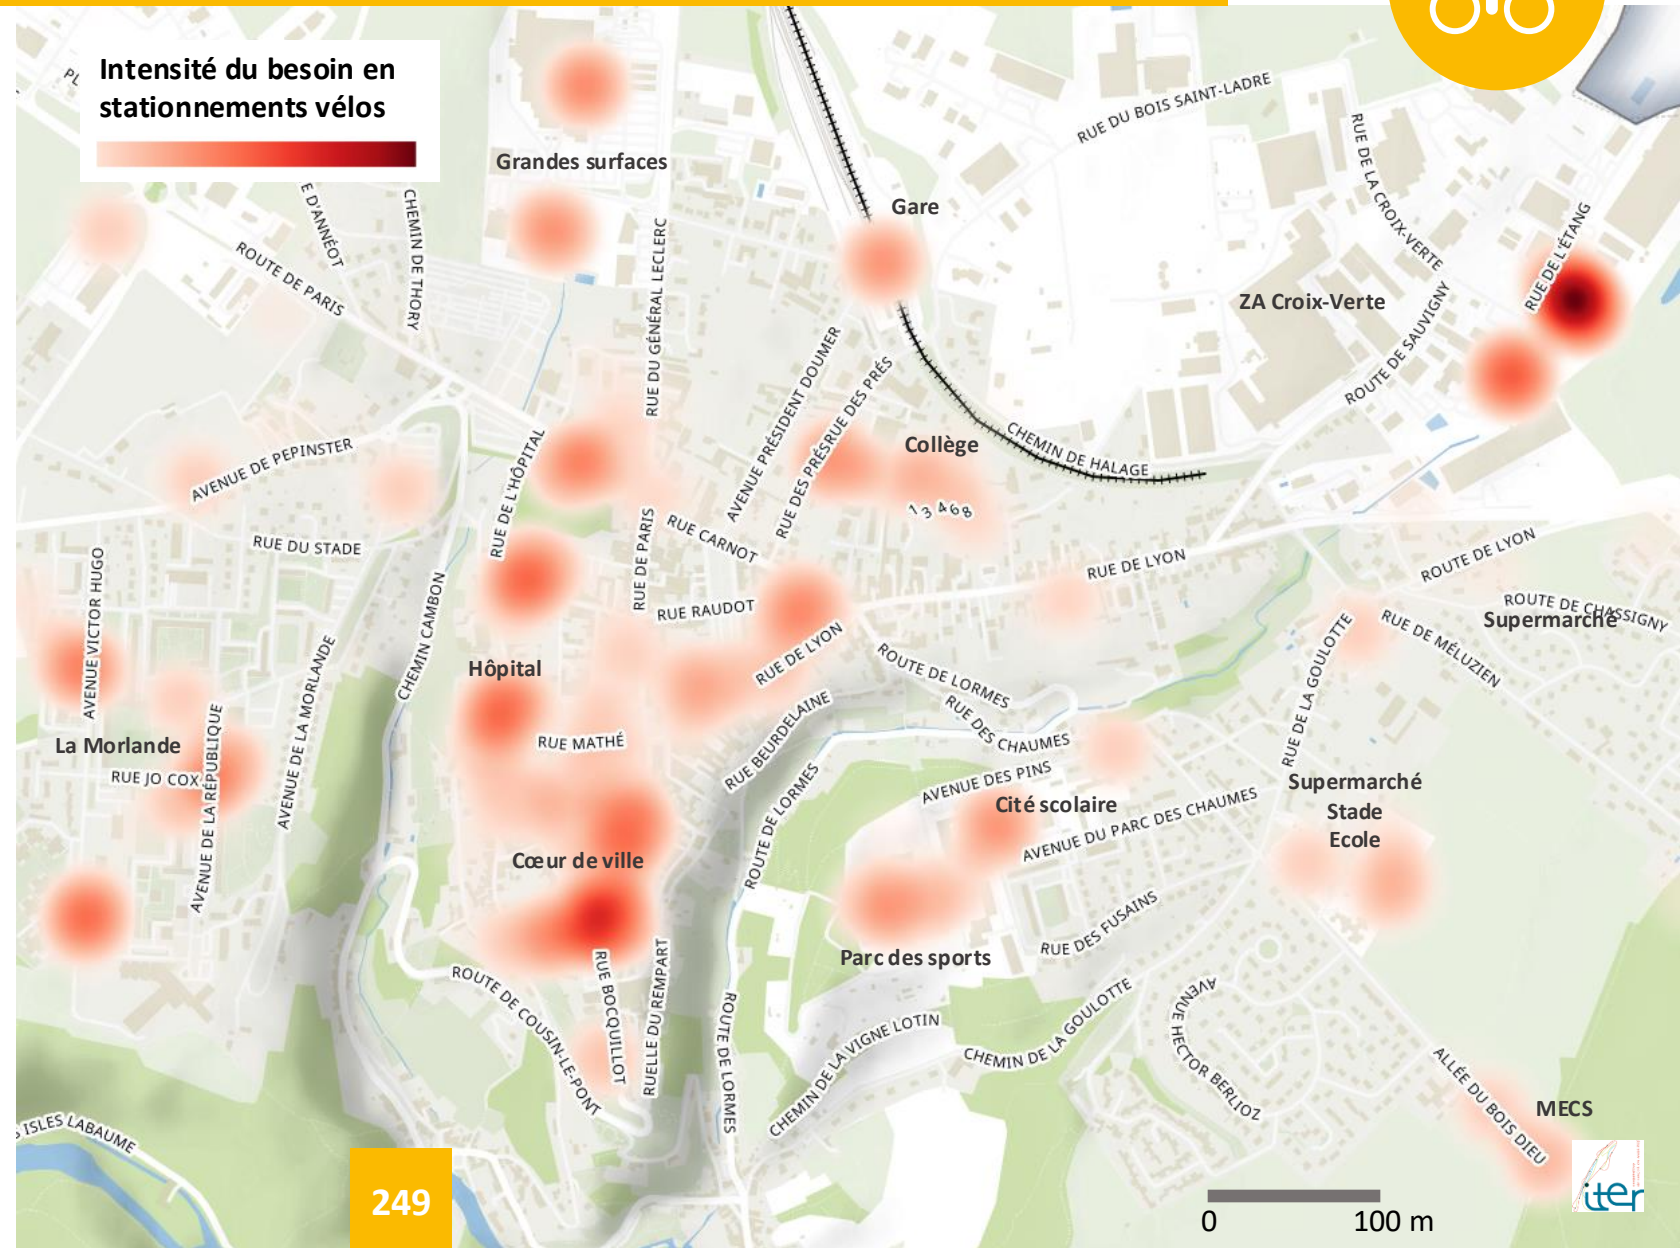 Intensité du besoin en
stationnements vélos
PL
RUE DU BOIS SAINT-LADRE
Grandes surfaces
RUE DE LA CROIX-VERTE
E D'ANNÉOT
CHEMIN DE THORY
Gare
RUE DE L'ÉTANG
ROUTE DE PARIS
RUE DU GÉNÉRAL LECLERC
ZA Croix-Verte
ROUTE DE SAUVIGNY
AVENUE PRÉSIDENT DOUMER
RUE DES PRÉS
RUE DES PRÉS
Collège
CHEMIN DE HALAGE
AVENUE DE PEPINSTER
RUE DE L'HÔPITAL
1 3 4 6 8
RUE DU STADE
RUE DE PARIS
RUE CARNOT
RUE DE LYON
ROUTE DE LYON
AVENUE VICTOR HUGO
CHEMIN CAMBON
RUE RAUDOT
ROUTE DE CHASSIGNY
Supermarché
RUE DE MÉLUZIEN
RUE DE LYON
Hôpital
ROUTE DE LORMES
RUE DE LA GOULOTTE
AVENUE DE LA MORLANDE
RUE BEURDELAINE
RUE DES CHAUMES
La Morlande
RUE MATHÉ
RUE JO COX
AVENUE DE LA RÉPUBLIQUE
AVENUE DES PINS
Supermarché
Stade
Ecole
Cité scolaire
AVENUE DU PARC DES CHAUMES
ROUTE DE LORMES
Cœur de ville
RUE DES FUSAINS
Parc des sports
ROUTE DE COUSIN-LE-PONT
RUE BOCQUILLOT
RUELLE DU REMPART
ROUTE DE LORMES
CHEMIN DE LA VIGNE LOTIN
CHEMIN DE LA GOULOTTE
AVENUE HECTOR BERLIOZ
ALLÉE DU BOIS DIEU
MECS
ISLES LABAUME
iter
249
0 100 m